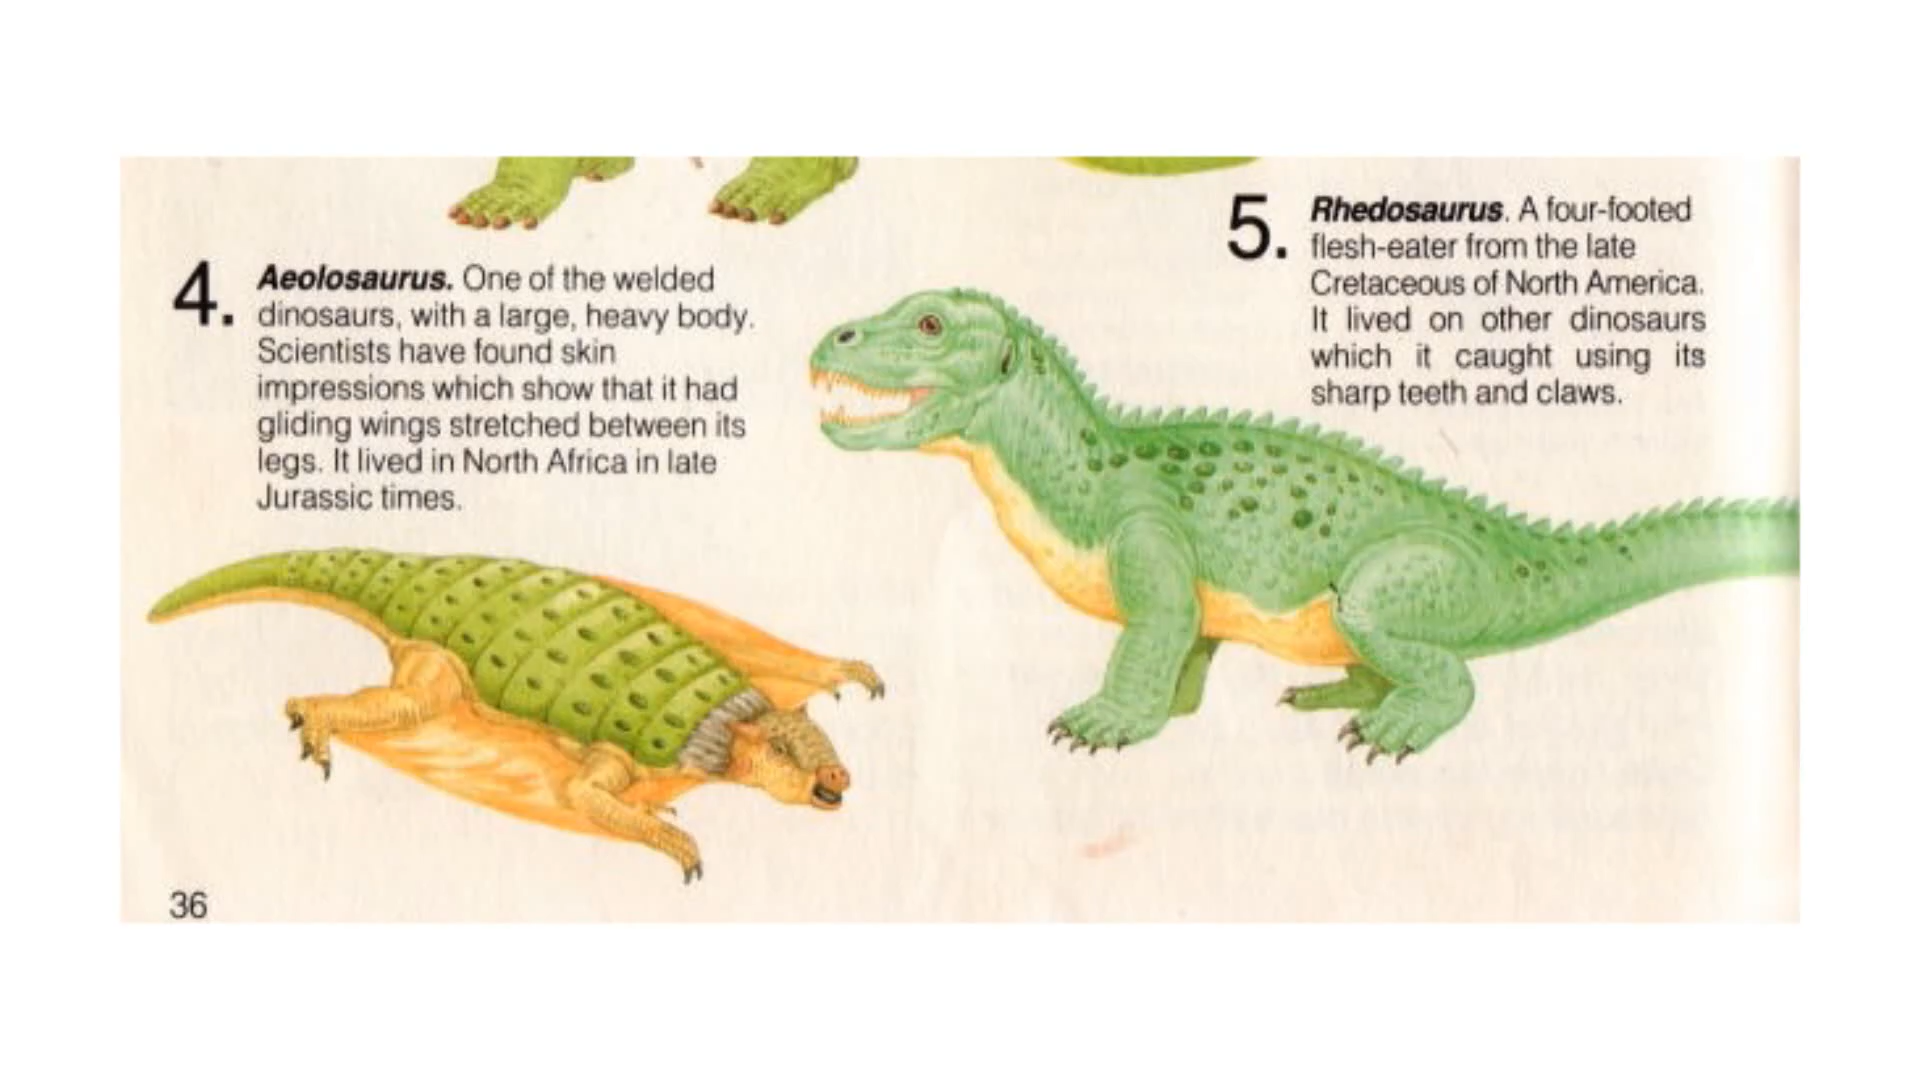 4. Aeolosaurus. One of the welded
dinosaurs, with a large, heavy body.
Scientists have found skin
impressions which show that it had
gliding wings stretched between its
legs. It lived in North Africa in late
Jurassic times.
5. Rhedosaurus. A four-footed
flesh-eater from the late
Cretaceous of North America.
It lived on other dinosaurs
which it caught using its
sharp teeth and claws.
36